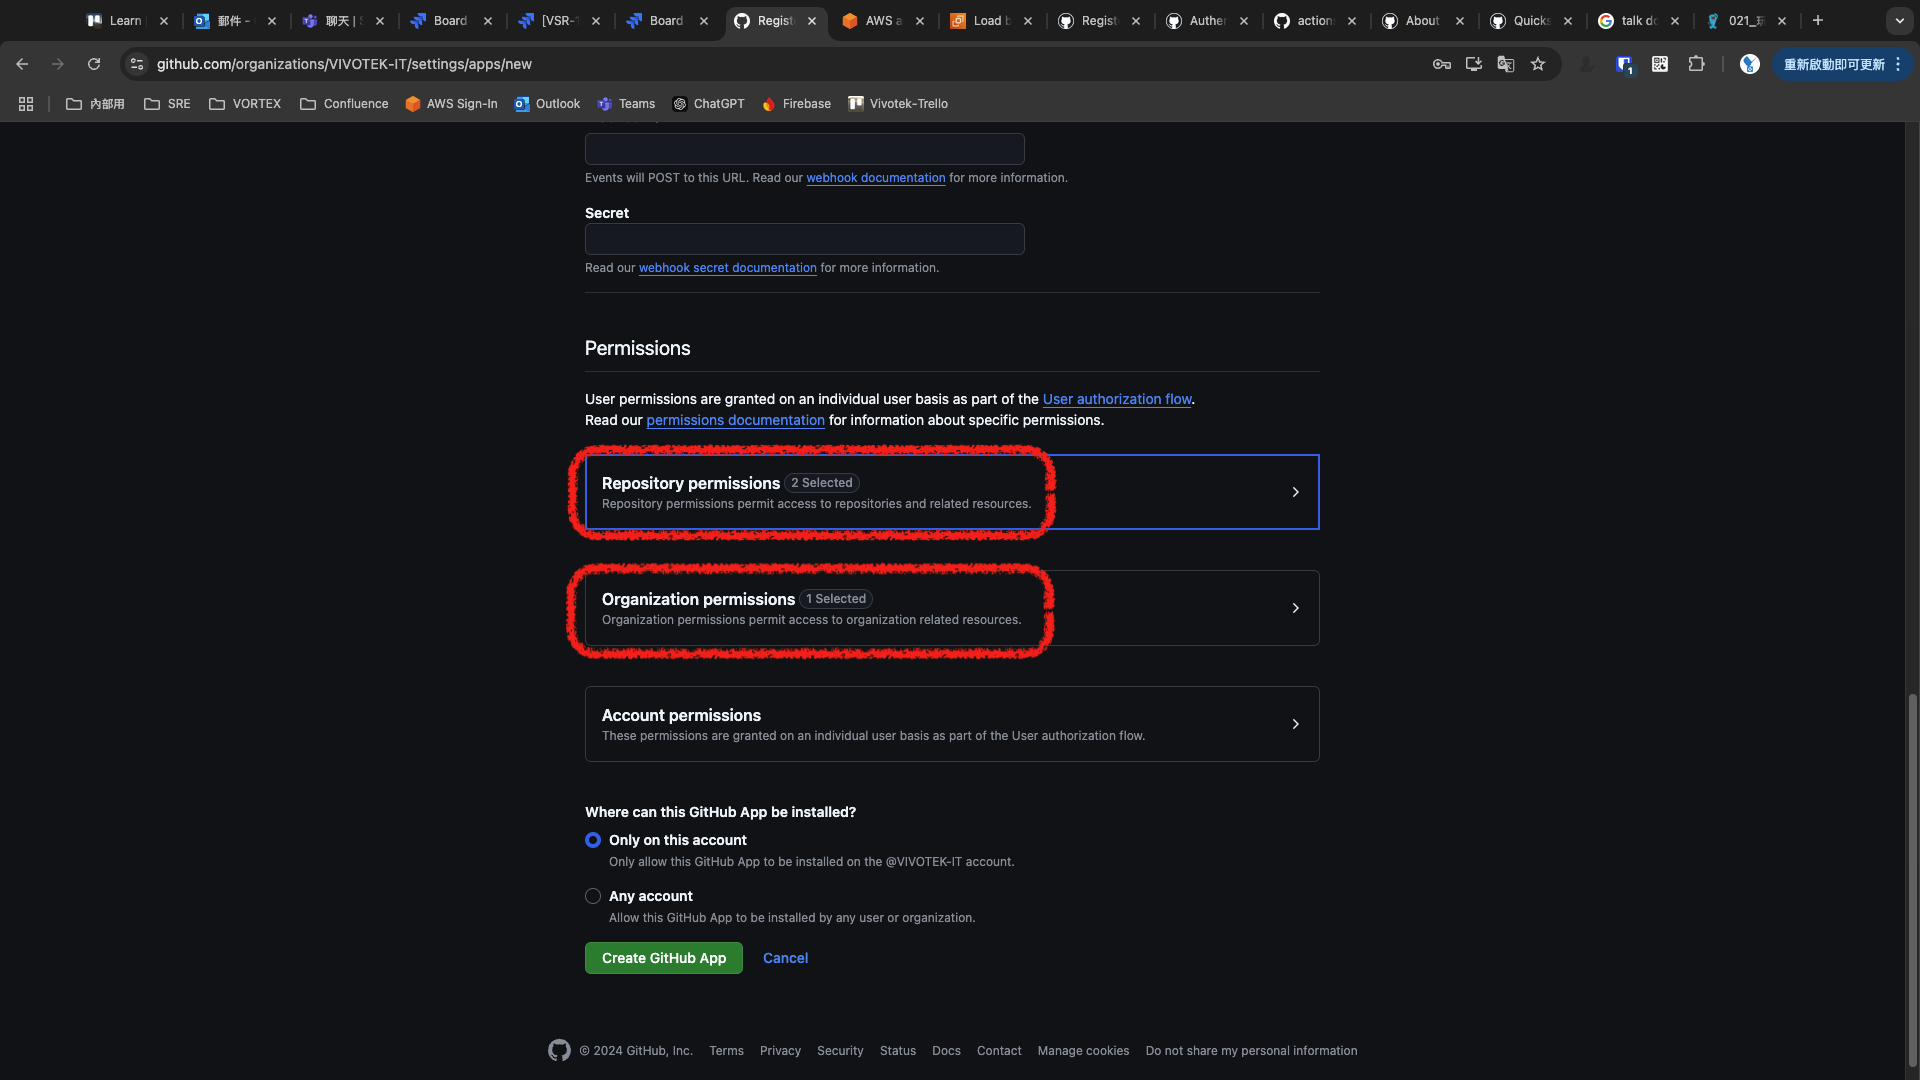 Learn
郵件 -
聊天 | S
Board
[VSR-
Board
Regist
AWS a
Load b
Regist
Auther
action
About
Quicks
talk do
021_
github.com/organizations/VIVOTEK-IT/settings/apps/new
1
重新啟動即可更新
內部用
SRE
VORTEX
Confluence
AWS Sign-In
Outlook
Teams
ChatGPT
Firebase
Vivotek-Trello
Events will POST to this URL. Read our webhook documentation for more information.
Secret
Read our webhook secret documentation for more information.
Permissions
User permissions are granted on an individual user basis as part of the User authorization flow.
Read our permissions documentation for information about specific permissions.
Repository permissions 2 Selected
Repository permissions permit access to repositories and related resources.
Organization permissions 1 Selected
Organization permissions permit access to organization related resources.
Account permissions
These permissions are granted on an individual user basis as part of the User authorization flow.
Where can this GitHub App be installed?
Only on this account
Only allow this GitHub App to be installed on the @VIVOTEK-IT account.
Any account
Allow this GitHub App to be installed by any user or organization.
Create GitHub App
Cancel
© 2024 GitHub, Inc.
Terms
Privacy
Security
Status
Docs
Contact
Manage cookies
Do not share my personal information